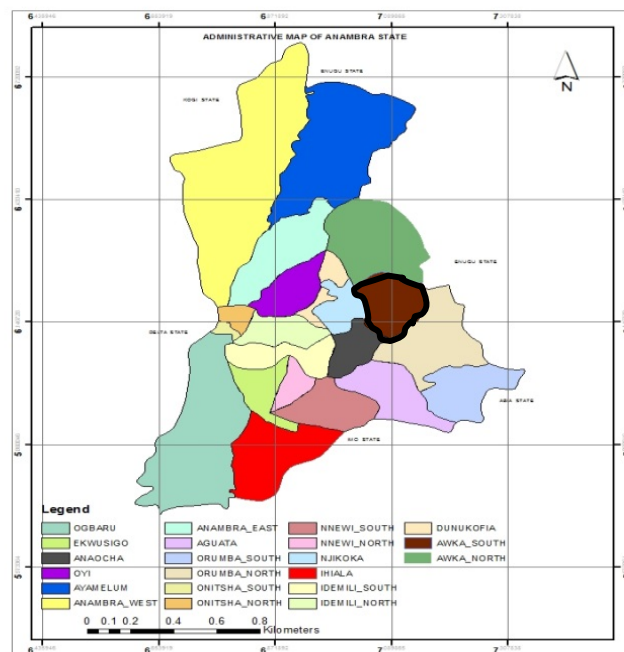 ADMINISTRATIVE MAP OF ANAMBRA STATE
ENUGU STATE
KOGI STATE
N
ENUGU STATE
DELTA STATE
ABIA STATE
IMO STATE
Legend
OGBARU
EKWUSIGO
ANAOCHA
OYI
AYAMELUM
ANAMBRA_WEST
ANAMBRA_EAST
AGUATA
ORUMBA_SOUTH
ORUMBA_NORTH
ONITSHA_SOUTH
ONITSHA_NORTH
NNEWI_SOUTH
NNEWI_NORTH
NJIKOKA
IHIALA
IDEMILI_SOUTH
IDEMILI_NORTH
DUNUKOFIA
AWKA_SOUTH
AWKA_NORTH
0 0.1 0.2 0.4 0.6 0.8
Kilometers